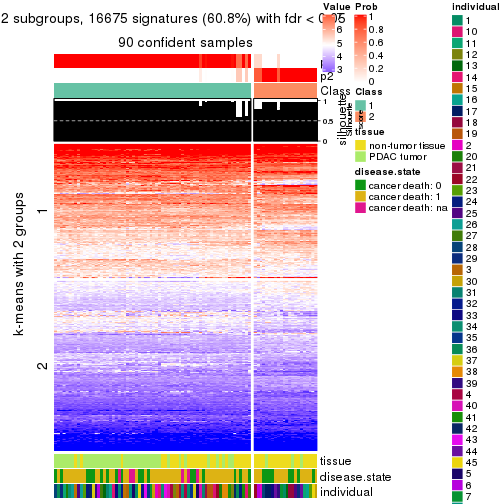 2 subgroups, 16675 signatures (60.8%) with fdr < 0.05
90 confident samples
p2
Class
1
0.5
0
silhouette
score
k-means with 2 groups
1
2
tissue
disease.state
individual
Value
6
5
4
3
Prob
1
0.8
0.6
0.4
0.2
0
Class
1
2
tissue
non-tumor tissue
PDAC tumor
disease.state
cancer death: 0
cancer death: 1
cancer death: na
individual
1
10
11
12
13
14
15
16
17
18
19
2
20
21
22
23
24
25
26
27
28
29
3
30
31
32
33
34
35
36
37
38
39
4
40
41
42
43
44
45
5
6
7